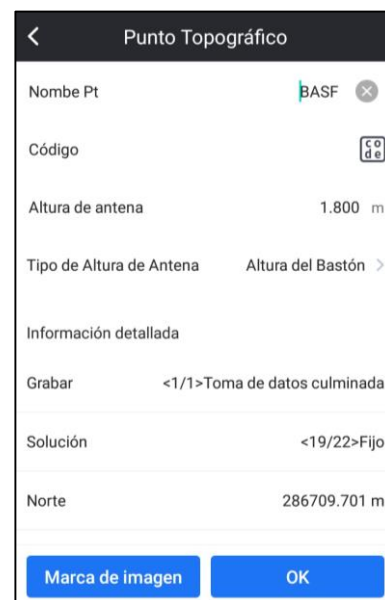 Punto Topográfico
Nombe Pt BASF
Código code
Altura de antena 1.800 m
Tipo de Altura de Antena Altura del Bastón
Información detallada
Grabar <1/1>Toma de datos culminada
Solución <19/22>Fijo
Norte 286709.701 m
Marca de imagen OK